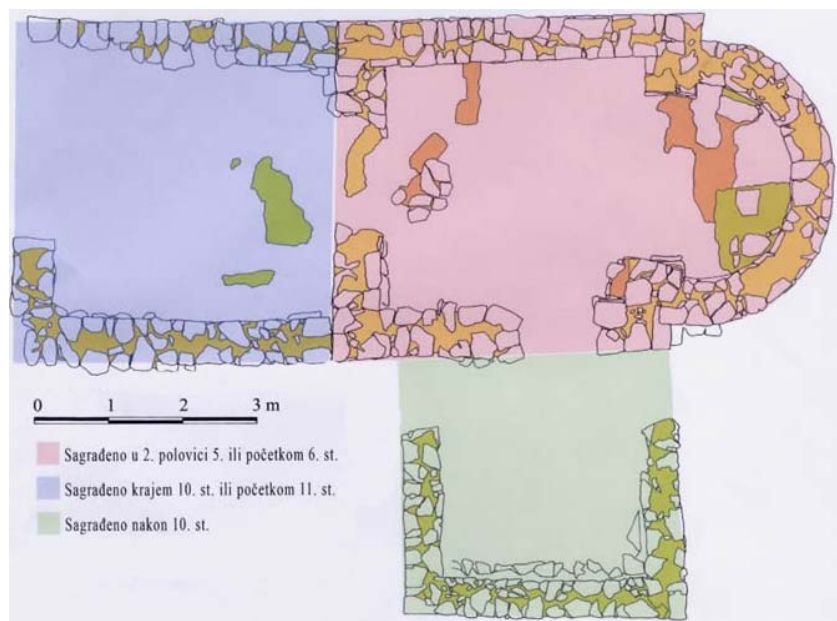 0 1 2 3 m
Sagrađeno u 2. polovici 5. ili početkom 6. st.
Sagrađeno krajem 10. st. ili početkom 11. st.
Sagrađeno nakon 10. st.